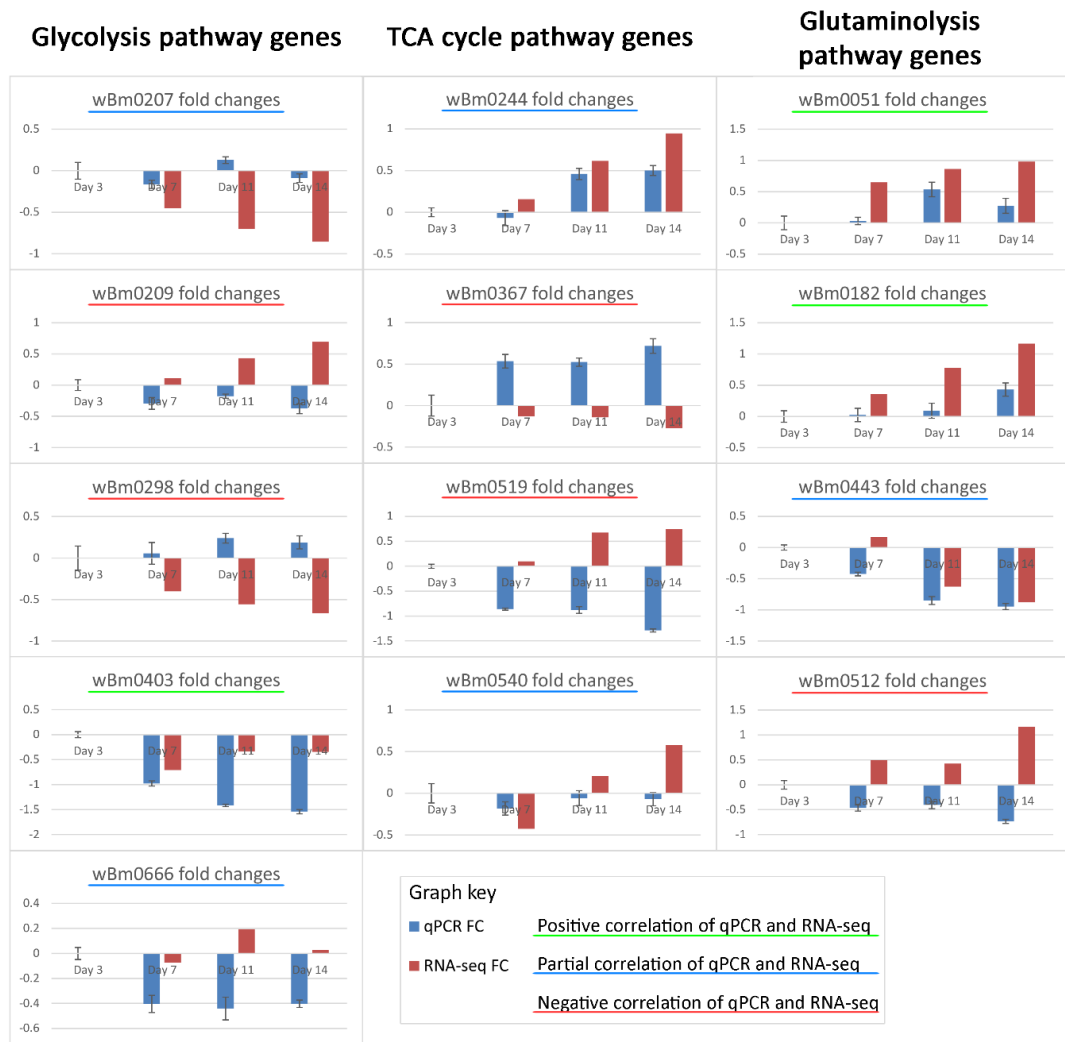 Glycolysis pathway genes
TCA cycle pathway genes
Glutaminolysis
pathway genes
wBm0207 fold changes
0.5
0
-0.5
-1
Day 3
Day 7
Day 11
Day 14
wBm0244 fold changes
1
0.5
0
-0.5
Day 3
Day 7
Day 11
Day 14
wBm0051 fold changes
1.5
1
0.5
0
-0.5
Day 3
Day 7
Day 11
Day 14
wBm0209 fold changes
1
0.5
0
-0.5
-1
Day 3
Day 7
Day 11
Day 14
wBm0367 fold changes
1
0.5
0
-0.5
Day 3
Day 7
Day 11
Day 14
wBm0182 fold changes
1.5
1
0.5
0
-0.5
Day 3
Day 7
Day 11
Day 14
wBm0298 fold changes
0.5
0
-0.5
-1
Day 3
Day 7
Day 11
Day 14
wBm0519 fold changes
1
0.5
0
-0.5
-1
-1.5
Day 3
Day 7
Day 11
Day 14
wBm0443 fold changes
0.5
0
-0.5
-1
-1.5
Day 3
Day 7
Day 11
Day 14
wBm0403 fold changes
0.5
0
-0.5
-1
-1.5
-2
Day 3
Day 7
Day 11
Day 14
wBm0540 fold changes
1
0.5
0
-0.5
Day 3
Day 7
Day 11
Day 14
wBm0512 fold changes
1.5
1
0.5
0
-0.5
-1
Day 3
Day 7
Day 11
Day 14
wBm0666 fold changes
0.4
0.2
0
-0.2
-0.4
-0.6
Day 3
Day 7
Day 11
Day 14
Graph key
qPCR FC
RNA-seq FC
Positive correlation of qPCR and RNA-seq
Partial correlation of qPCR and RNA-seq
Negative correlation of qPCR and RNA-seq